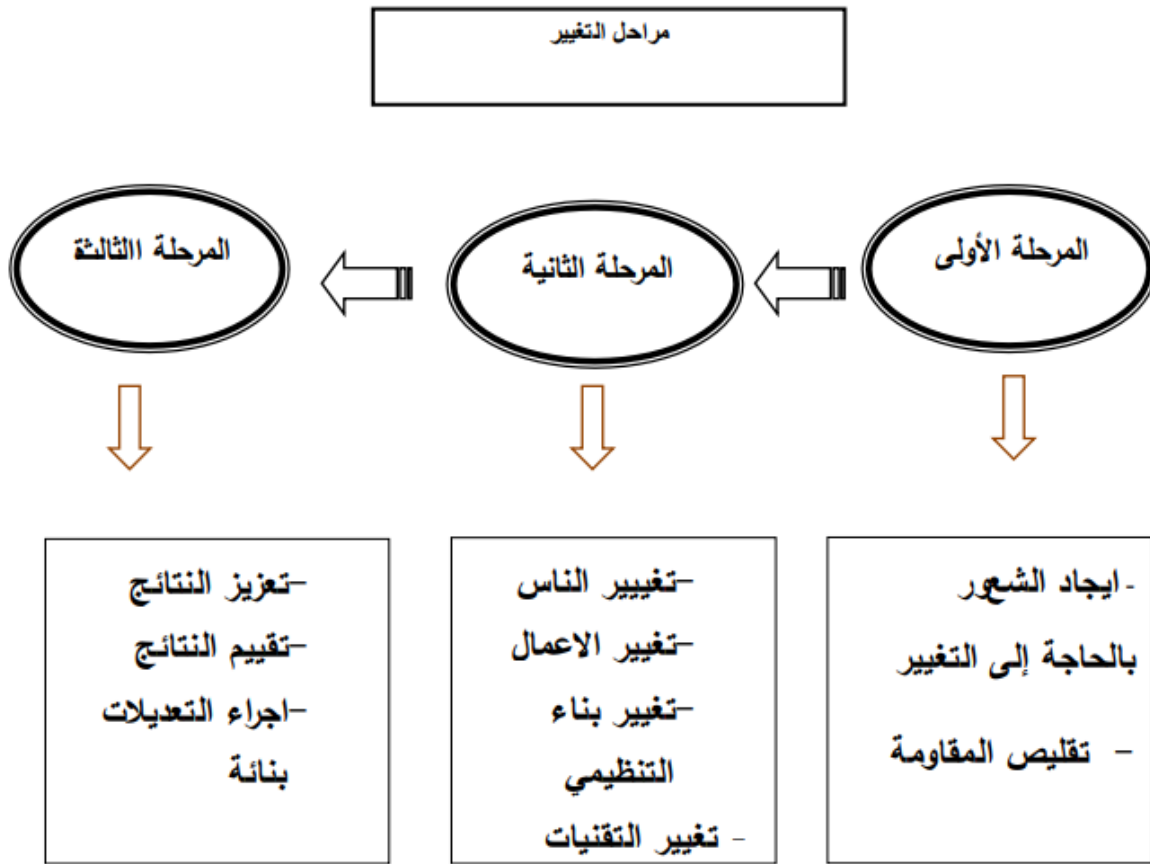 مراحل التغيير
المرحلة الأولى
المرحلة الثانية
المرحلة االثالثة
- ايجاد الشعور
بالحاجة إلى التغيير
– تقليص المقاومة
–تغييير الناس
–تغيير الاعمال
–تغيير بناء
التنظيمي
- تغيير التقنيات
–تعزيز النتائج
–تقييم النتائج
–اجراء التعديلات
بنائة